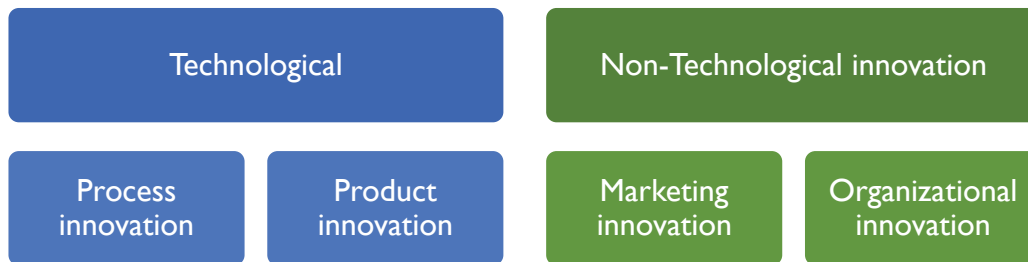 Technological
Non-Technological innovation
Process
innovation
Product
innovation
Marketing
innovation
Organizational
innovation